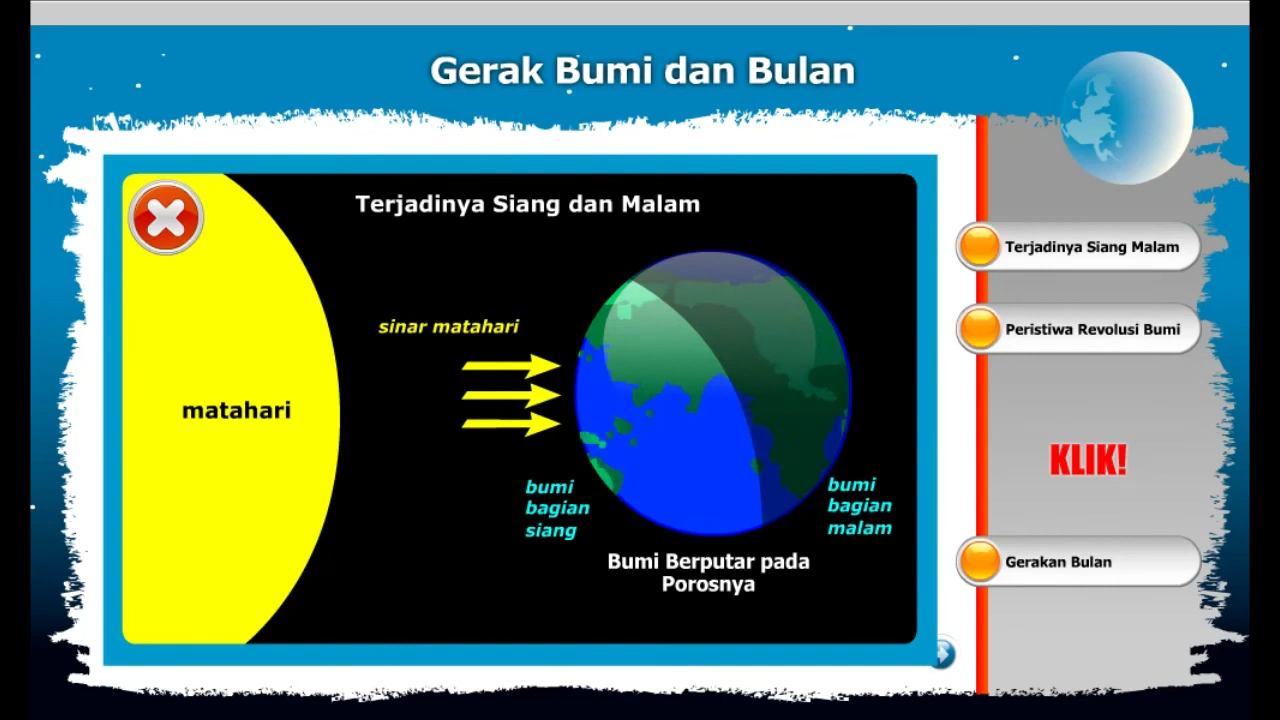 Gerak Bumi dan Bulan
Terjadinya Siang dan Malam
sinar matahari
matahari
bumi
bagian
siang
bumi
bagian
malam
Bumi Berputar pada
Porosnya
Terjadinya Siang Malam
Peristiwa Revolusi Bumi
KLIK!
Gerakan Bulan